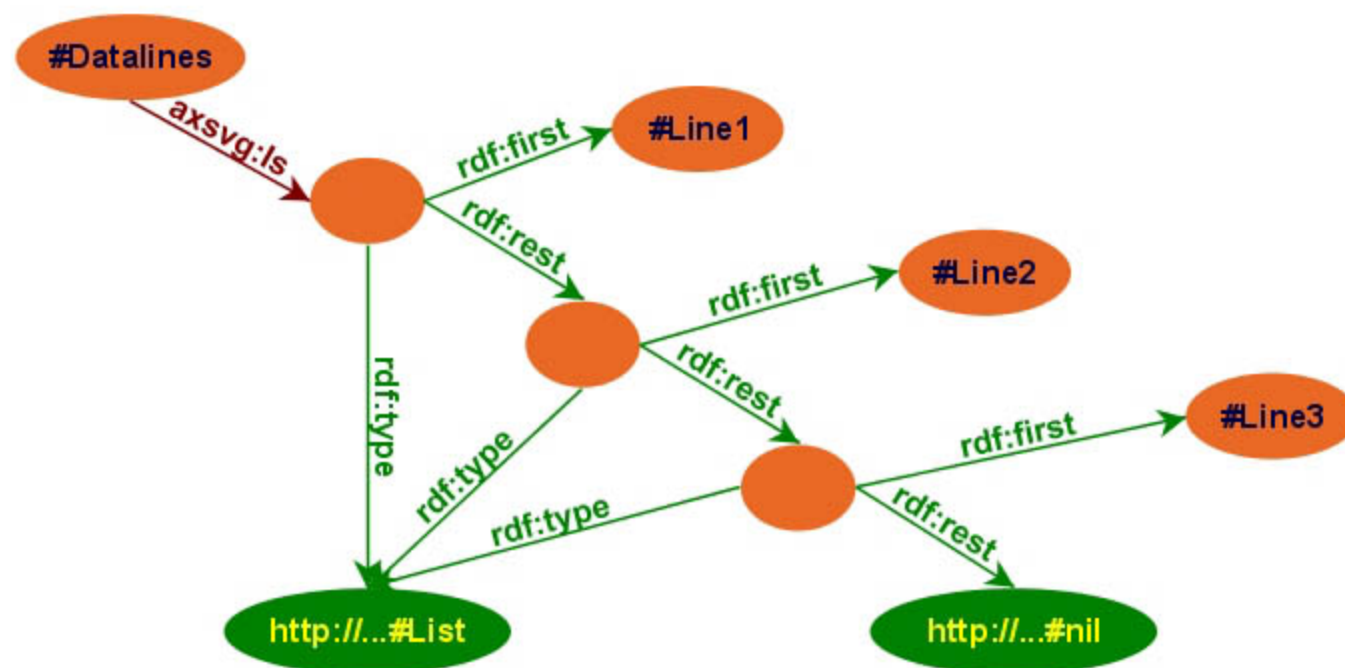 #Datalines
axsvg:ls
rdf:first
#Line1
rdf:rest
rdf:first
#Line2
rdf:type
rdf:rest
rdf:type
rdf:first
#Line3
rdf:type
rdf:rest
http://...#List
http://...#nil